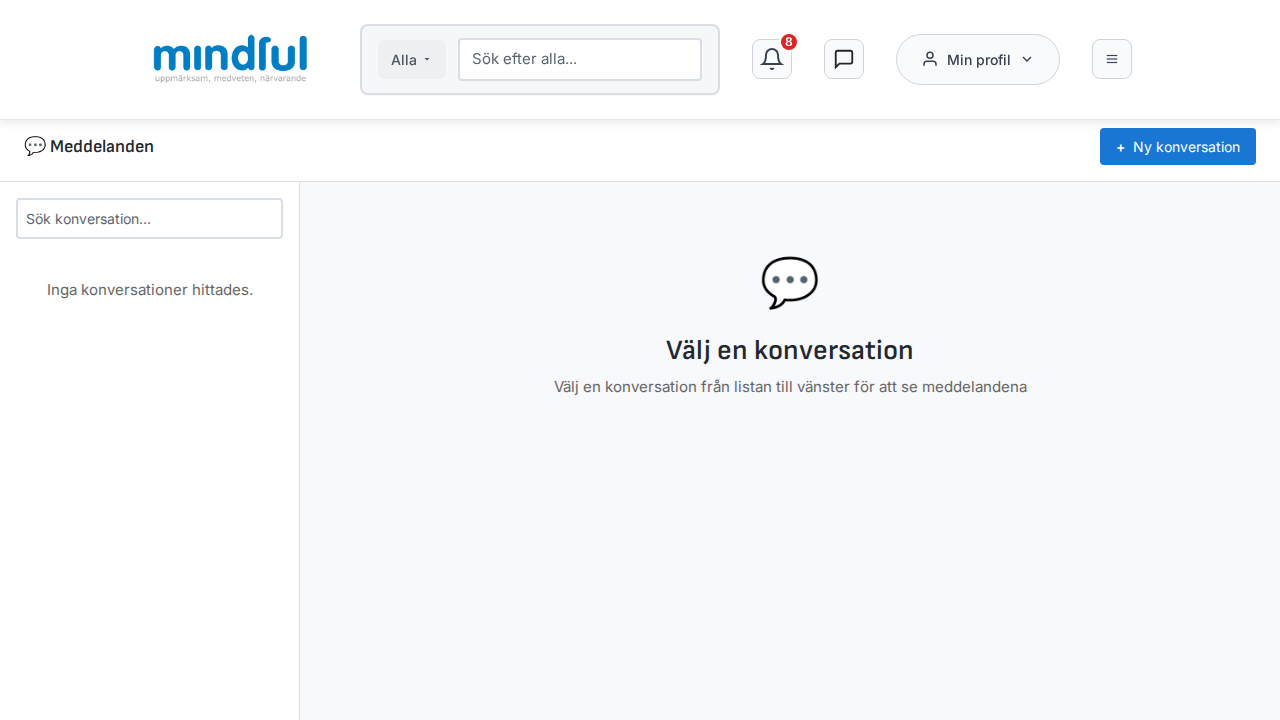 mindful
uppmärksam, medveten, närvarande
Alla
Sök efter alla...
8
Min profil
Meddelanden
+ Ny konversation
Sök konversation...
Inga konversationer hittades.
Välj en konversation
Välj en konversation från listan till vänster för att se meddelandena